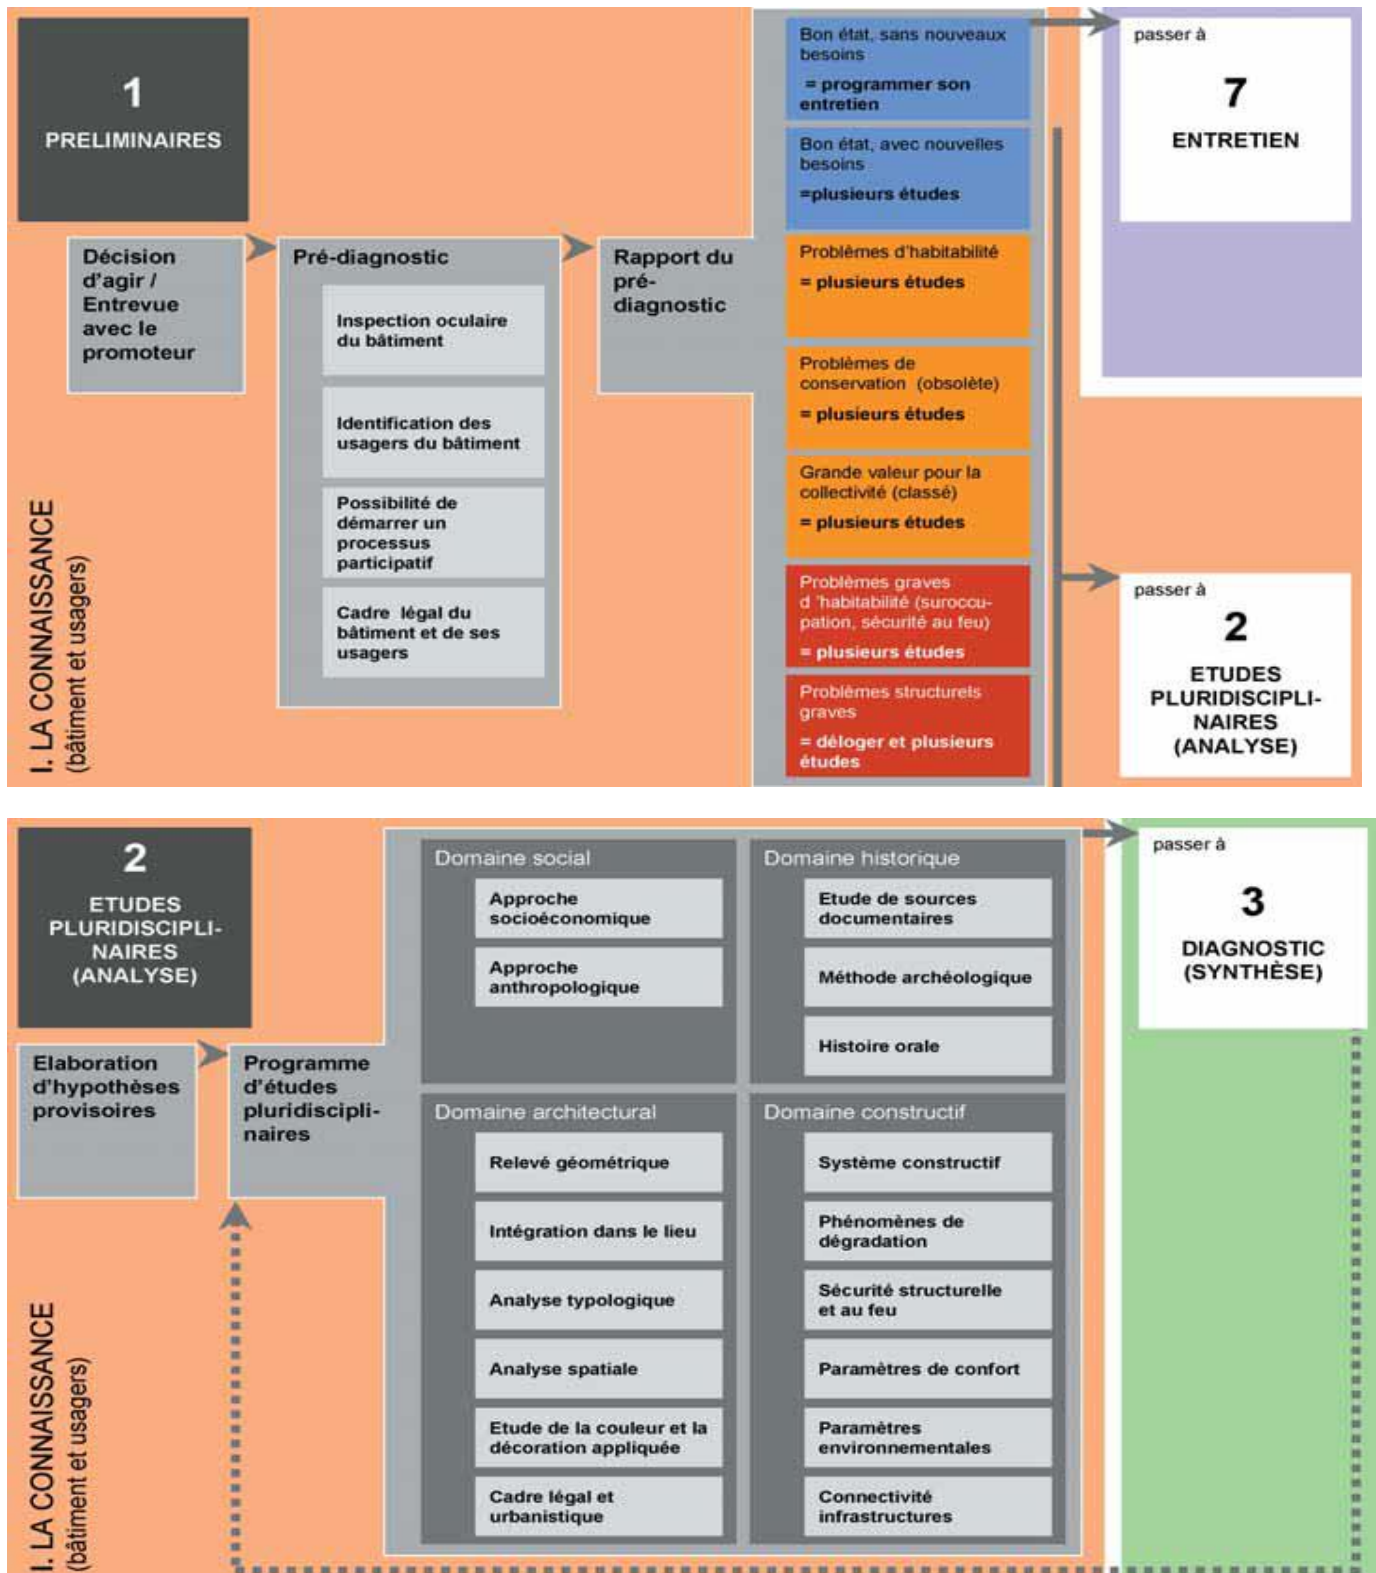 1
PRELIMINAIRES
Décision
d'agir /
Entrevue
avec le
promoteur
Pré-diagnostic
Inspection oculaire
du bâtiment
Identification des
usagers du bâtiment
Possibilité de
démarrer un
processus
participatif
Cadre légal du
bâtiment et de ses
usagers
Rapport du
pré-
diagnostic
Bon état, sans nouveaux
besoins
= programmer son
entretien
Bon état, avec nouvelles
besoins
=plusieurs études
Problèmes d'habitabilité
= plusieurs études
Problèmes de
conservation (obsolète)
= plusieurs études
Grande valeur pour la
collectivité (classé)
= plusieurs études
Problèmes graves
d 'habitabilité (suroccu-
pation, sécurité au feu)
= plusieurs études
Problèmes structurels
graves
= déloger et plusieurs
études
passer à
7
ENTRETIEN
passer à
2
ETUDES
PLURIDISCIPLI-
NAIRES
(ANALYSE)
I. LA CONNAISSANCE
(bâtiment et usagers)
2
ETUDES
PLURIDISCIPLI-
NAIRES
(ANALYSE)
Elaboration
d'hypothèses
provisoires
Programme
d'études
pluridiscipli-
naires
Domaine social
Approche
socioéconomique
Approche
anthropologique
Domaine historique
Etude de sources
documentaires
Méthode archéologique
Histoire orale
Domaine architectural
Relevé géométrique
Intégration dans le lieu
Analyse typologique
Analyse spatiale
Etude de la couleur et la
décoration appliquée
Cadre légal et
urbanistique
Domaine constructif
Système constructif
Phénomènes de
dégradation
Sécurité structurelle
et au feu
Paramètres de confort
Paramètres
environnementales
Connectivité
infrastructures
passer à
3
DIAGNOSTIC
(SYNTHÈSE)
I. LA CONNAISSANCE
(bâtiment et usagers)